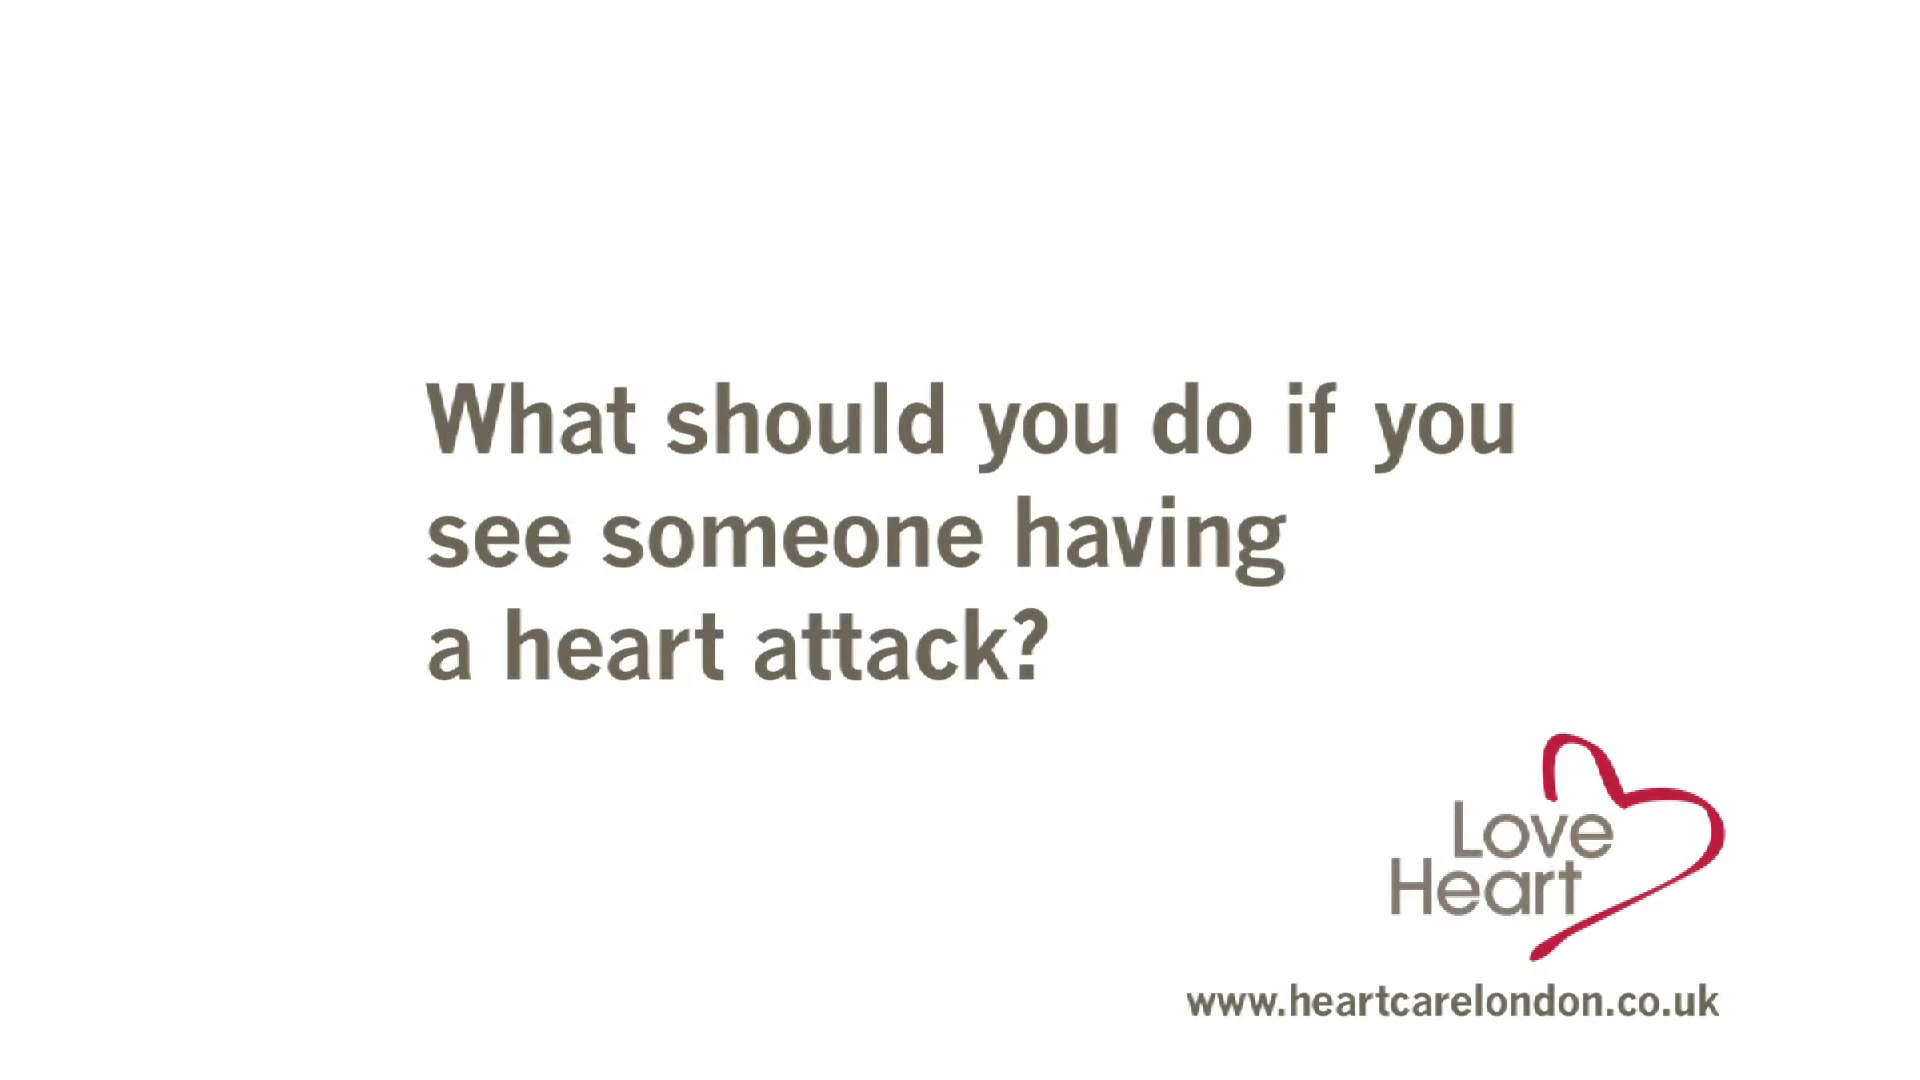 What should you do if you
see someone having
a heart attack?
Love
Heart
www.heartcarelondon.co.uk